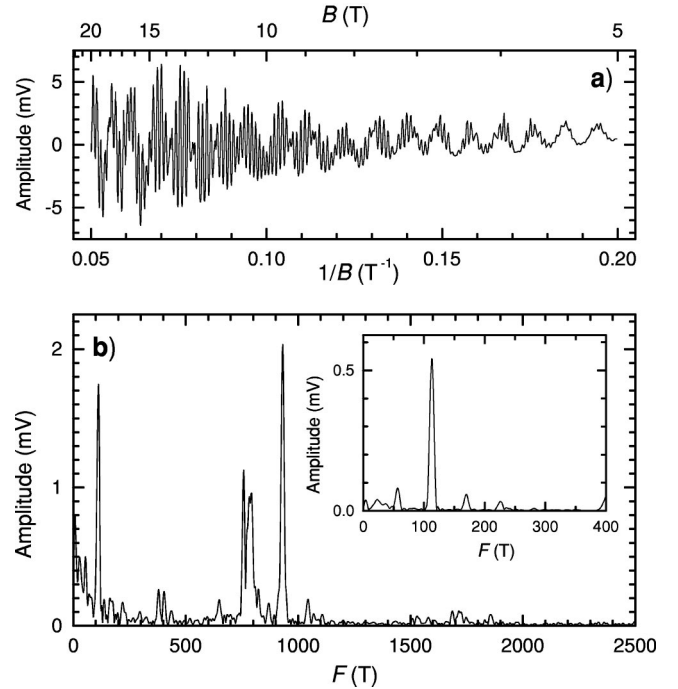 B (T)
20 15 10 5
a)
Amplitude (mV)
5
0
-5
0.05 0.10 0.15 0.20
1/B (T-1)
b)
Amplitude (mV)
2
1
0
0 500 1000 1500 2000 2500
F (T)
Amplitude (mV)
0.5
0.0
0 100 200 300 400
F (T)